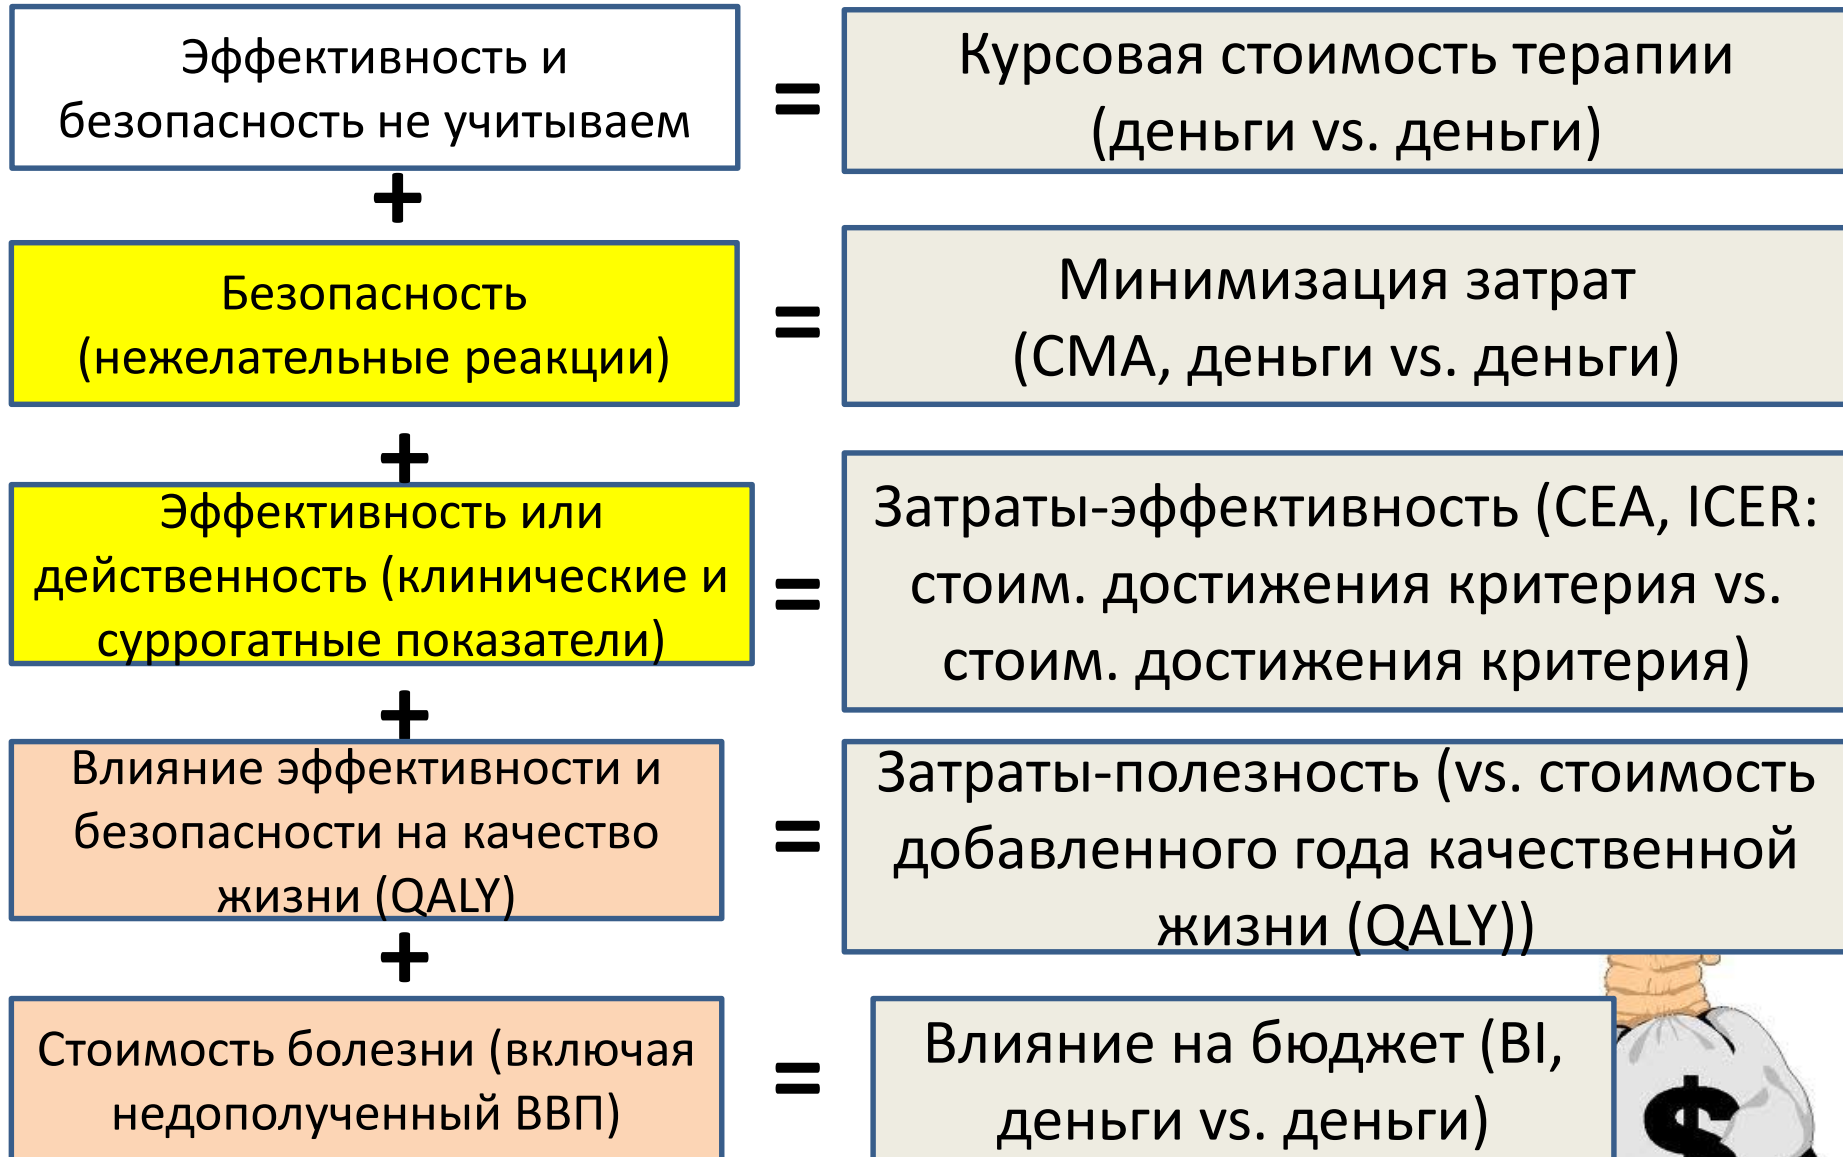 Эффективность и
безопасность не учитываем
=
Курсовая стоимость терапии
(деньги vs. деньги)
+
Безопасность
(нежелательные реакции)
=
Минимизация затрат
(CMA, деньги vs. деньги)
+
Эффективность или
действенность (клинические и
суррогатные показатели)
=
Затраты-эффективность (CEA, ICER:
стоим. достижения критерия vs.
стоим. достижения критерия)
+
Влияние эффективности и
безопасности на качество
жизни (QALY)
=
Затраты-полезность (vs. стоимость
добавленного года качественной
жизни (QALY))
+
Стоимость болезни (включая
недополученный ВВП)
=
Влияние на бюджет (BI,
деньги vs. деньги)
$